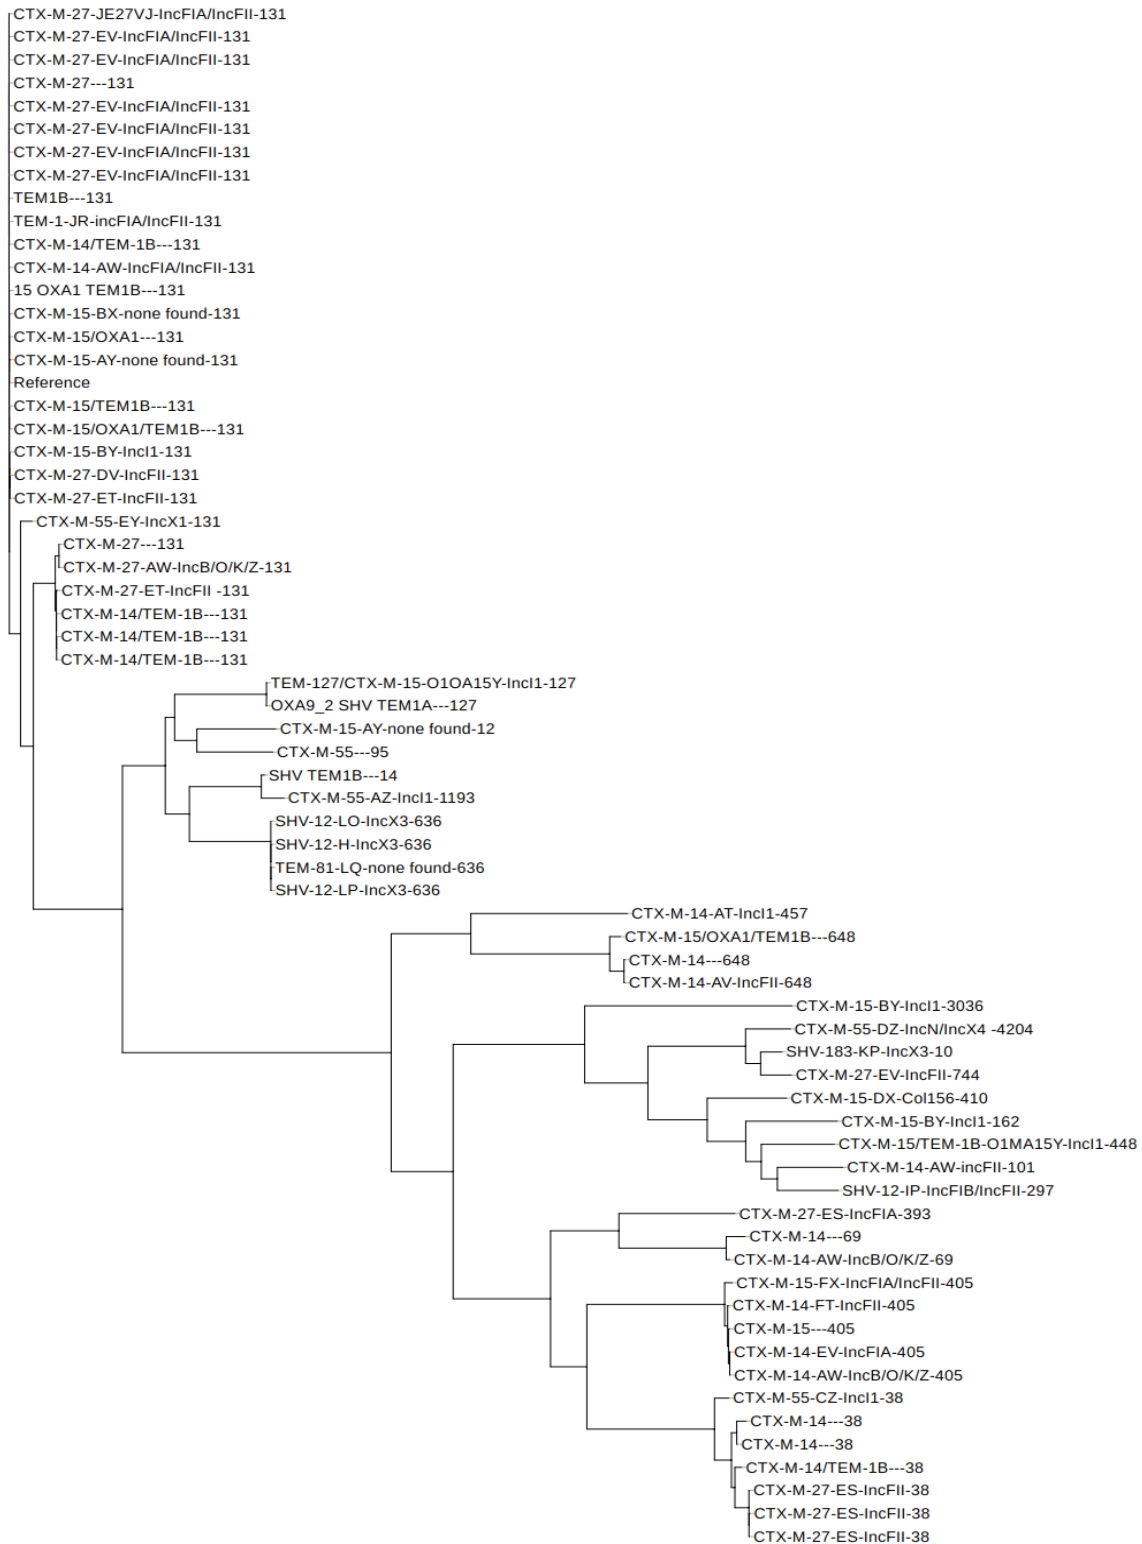 CTX-M-27-JE27VJ-IncFIA/IncFII-131
CTX-M-27-EV-IncFIA/IncFII-131
CTX-M-27-EV-IncFIA/IncFII-131
CTX-M-27---131
CTX-M-27-EV-IncFIA/IncFII-131
CTX-M-27-EV-IncFIA/IncFII-131
CTX-M-27-EV-IncFIA/IncFII-131
CTX-M-27-EV-IncFIA/IncFII-131
TEM1B---131
TEM-1-JR-incFIA/IncFII-131
CTX-M-14/TEM-1B---131
CTX-M-14-AW-IncFIA/IncFII-131
15 OXA1 TEM1B---131
CTX-M-15-BX-none found-131
CTX-M-15/OXA1---131
CTX-M-15-AY-none found-131
Reference
CTX-M-15/TEM1B---131
CTX-M-15/OXA1/TEM1B---131
CTX-M-15-BY-IncI1-131
CTX-M-27-DV-IncFII-131
CTX-M-27-ET-IncFII-131
CTX-M-55-EY-IncX1-131
CTX-M-27---131
CTX-M-27-AW-IncB/O/K/Z-131
CTX-M-27-ET-IncFII -131
CTX-M-14/TEM-1B---131
CTX-M-14/TEM-1B---131
CTX-M-14/TEM-1B---131
TEM-127/CTX-M-15-O1OA15Y-IncI1-127
OXA9_2 SHV TEM1A---127
CTX-M-15-AY-none found-12
CTX-M-55---95
SHV TEM1B---14
CTX-M-55-AZ-IncI1-1193
SHV-12-LO-IncX3-636
SHV-12-H-IncX3-636
TEM-81-LQ-none found-636
SHV-12-LP-IncX3-636
CTX-M-14-AT-IncI1-457
CTX-M-15/OXA1/TEM1B---648
CTX-M-14---648
CTX-M-14-AV-IncFII-648
CTX-M-15-BY-IncI1-3036
CTX-M-55-DZ-IncN/IncX4 -4204
SHV-183-KP-IncX3-10
CTX-M-27-EV-IncFII-744
CTX-M-15-DX-Col156-410
CTX-M-15-BY-IncI1-162
CTX-M-15/TEM-1B-O1MA15Y-IncI1-448
CTX-M-14-AW-incFII-101
SHV-12-IP-IncFIB/IncFII-297
CTX-M-27-ES-IncFIA-393
CTX-M-14---69
CTX-M-14-AW-IncB/O/K/Z-69
CTX-M-15-FX-IncFIA/IncFII-405
CTX-M-14-FT-IncFII-405
CTX-M-15---405
CTX-M-14-EV-IncFIA-405
CTX-M-14-AW-IncB/O/K/Z-405
CTX-M-55-CZ-IncI1-38
CTX-M-14---38
CTX-M-14---38
CTX-M-14/TEM-1B---38
CTX-M-27-ES-IncFII-38
CTX-M-27-ES-IncFII-38
CTX-M-27-ES-IncFII-38